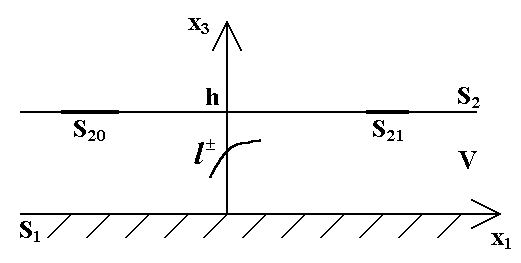 x₃
h
S₂
S₂₀
S₂₁
l±
V
S₁
x₁